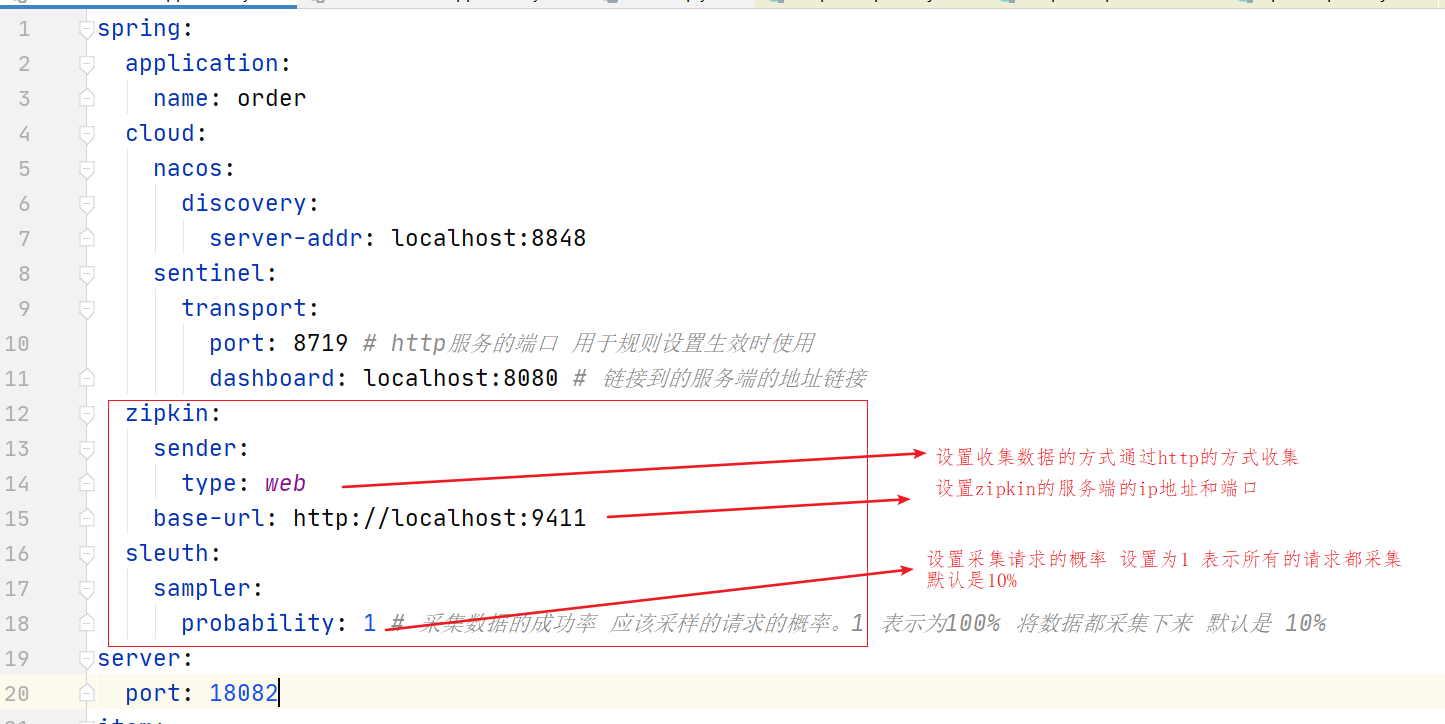 1 spring:
2 application:
3 name: order
4 cloud:
5 nacos:
6 discovery:
7 server-addr: localhost:8848
8 sentinel:
9 transport:
10 port: 8719 # http服务的端口 用于规则设置生效时使用
11 dashboard: localhost:8080 # 链接到的服务端的地址链接
12 zipkin:
13 sender:
设置收集数据的方式通过http的方式收集
14 type: web
设置zipkin的服务端的ip地址和端口
15 base-url: http://localhost:9411
16 sleuth:
设置采集请求的概率 设置为1 表示所有的请求都采集
默认是10%
17 sampler:
18 probability: 1 # 采集数据的成功率 应该采样的请求的概率。1 表示为100% 将数据都采集下来 默认是 10%
19 server:
20 port: 18082